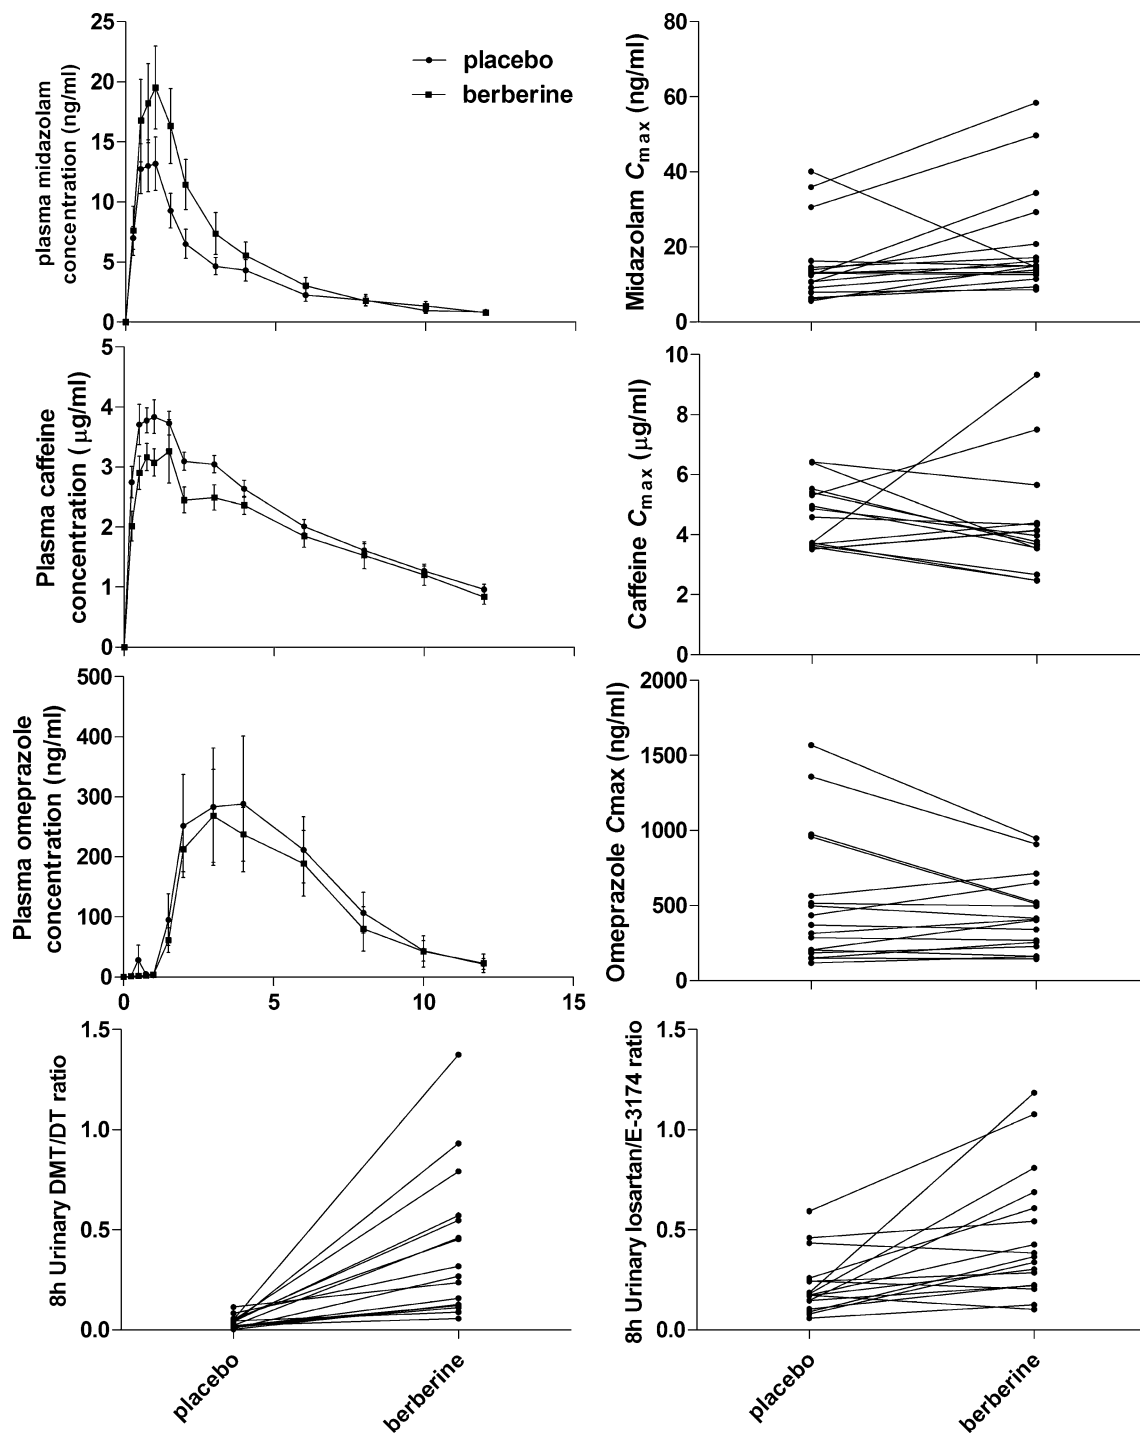 plasma midazolam
concentration (ng/ml)
25
20
15
10
5
0
placebo
berberine
Midazolam Cmax (ng/ml)
80
60
40
20
0
Plasma caffeine
concentration (μg/ml)
5
4
3
2
1
0
Caffeine Cmax (μg/ml)
10
8
6
4
2
0
Plasma omeprazole
concentration (ng/ml)
500
400
300
200
100
0
0 5 10 15
Omeprazole Cmax (ng/ml)
2000
1500
1000
500
0
8h Urinary DMT/DT ratio
1.5
1.0
0.5
0.0
placebo
berberine
8h Urinary losartan/E-3174 ratio
1.5
1.0
0.5
0.0
placebo
berberine